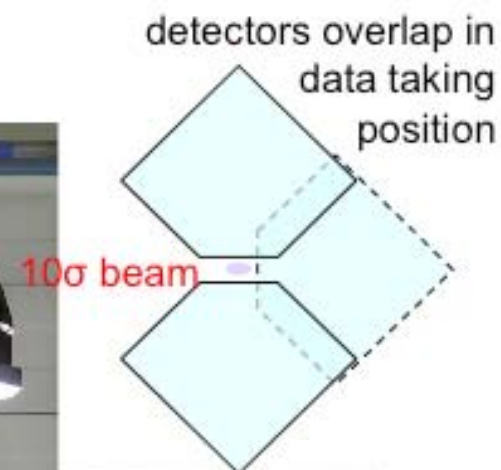 detectors overlap in
data taking
position
10σ beam